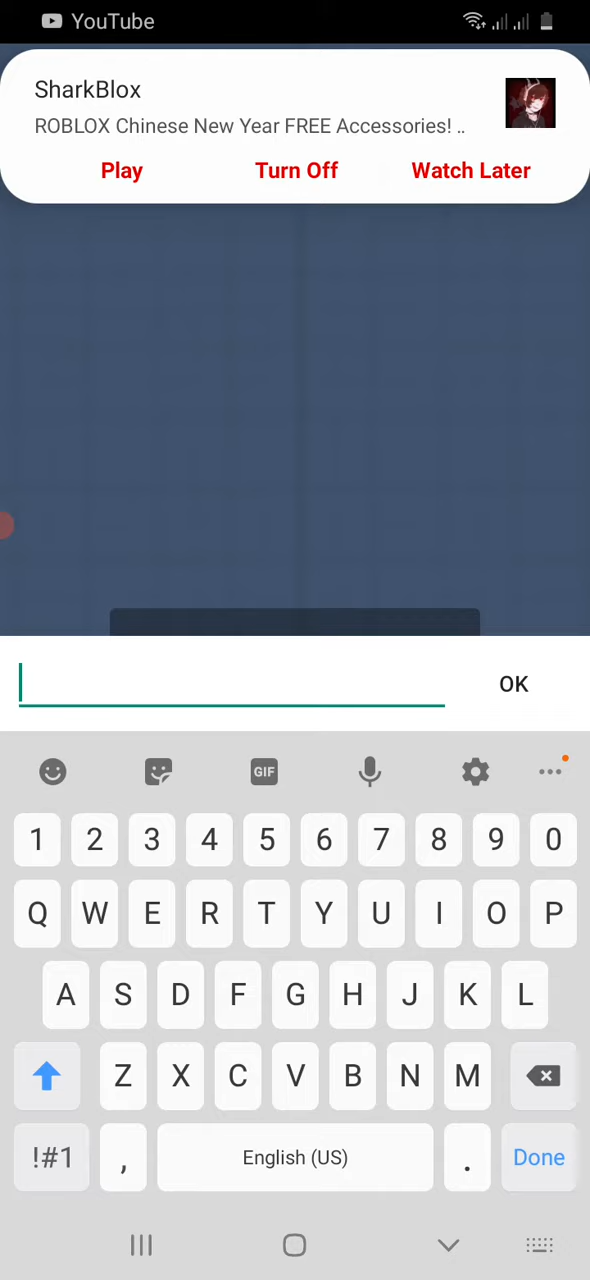 YouTube
SharkBlox
ROBLOX Chinese New Year FREE Accessories! ..
Play Turn Off Watch Later
OK
GIF
1 2 3 4 5 6 7 8 9 0
Q W E R T Y U I O P
A S D F G H J K L
Z X C V B N M
!#1 , English (US) . Done